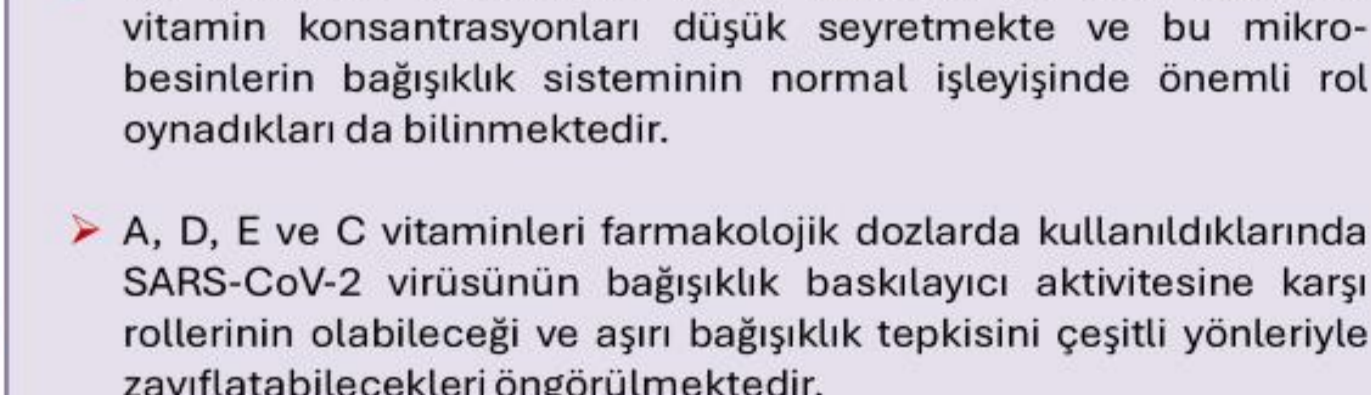 vitamin konsantrasyonları düşük seyretmekte ve bu mikro-
besinlerin bağışıklık sisteminin normal işleyişinde önemli rol
oynadıkları da bilinmektedir.
➢ A, D, E ve C vitaminleri farmakolojik dozlarda kullanıldıklarında
SARS-CoV-2 virüsünün bağışıklık baskılayıcı aktivitesine karşı
rollerinin olabileceği ve aşırı bağışıklık tepkisini çeşitli yönleriyle
zayıflatabilecekleri öngörülmektedir.